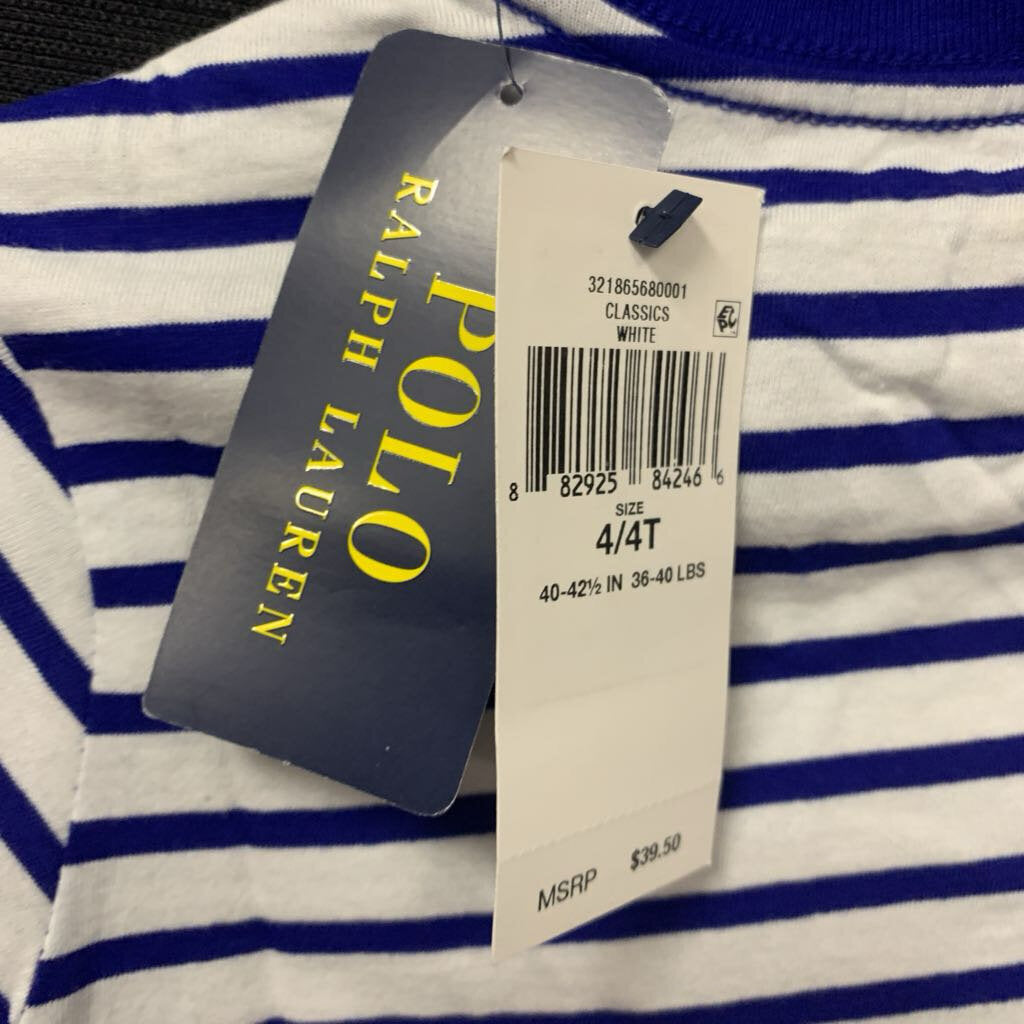 POLO
RALPH LAUREN
321865680001
CLASSICS
WHITE
8 82925 84246 6
SIZE
4/4T
40-42½ IN 36-40 LBS
MSRP $39.50